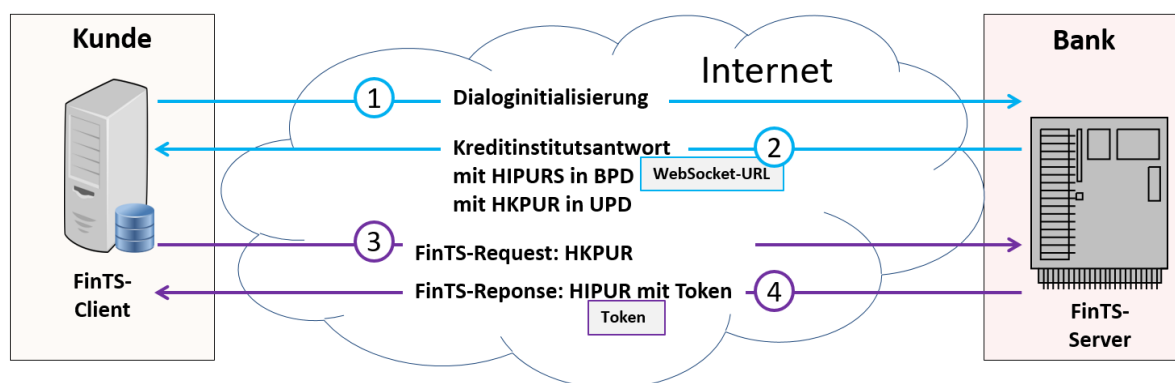 Kunde
Internet
Bank
1
Dialoginitialisierung
Kreditinstitutsantwort
2
mit HIPURS in BPD
WebSocket-URL
mit HKPUR in UPD
3
FinTS-Request: HKPUR
FinTS-Reponse: HIPUR mit Token
4
Token
FinTS-
Client
FinTS-
Server